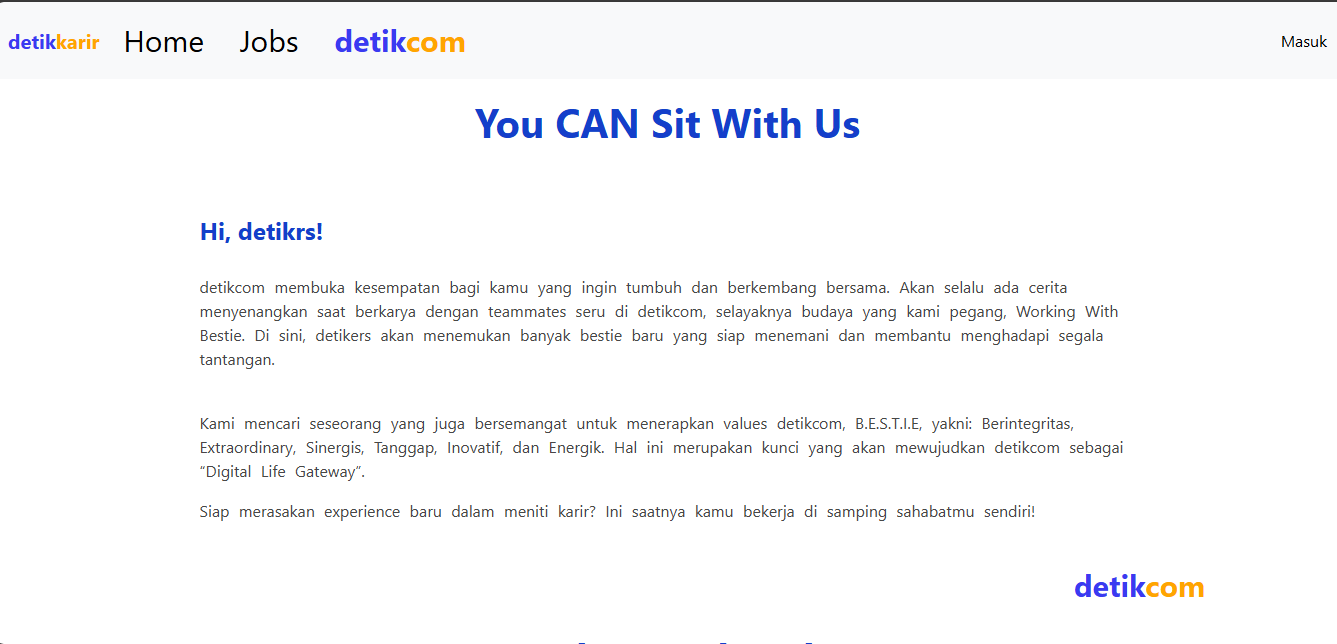 detikkarir Home Jobs detikcom Masuk
You CAN Sit With Us
Hi, detikrs!
detikcom membuka kesempatan bagi kamu yang ingin tumbuh dan berkembang bersama. Akan selalu ada cerita
menyenangkan saat berkarya dengan teammates seru di detikcom, selayaknya budaya yang kami pegang, Working With
Bestie. Di sini, detikers akan menemukan banyak bestie baru yang siap menemani dan membantu menghadapi segala
tantangan.
Kami mencari seseorang yang juga bersemangat untuk menerapkan values detikcom, B.E.S.T.I.E, yakni: Berintegritas,
Extraordinary, Sinergis, Tanggap, Inovatif, dan Energik. Hal ini merupakan kunci yang akan mewujudkan detikcom sebagai
“Digital Life Gateway”.
Siap merasakan experience baru dalam meniti karir? Ini saatnya kamu bekerja di samping sahabatmu sendiri!
detikcom